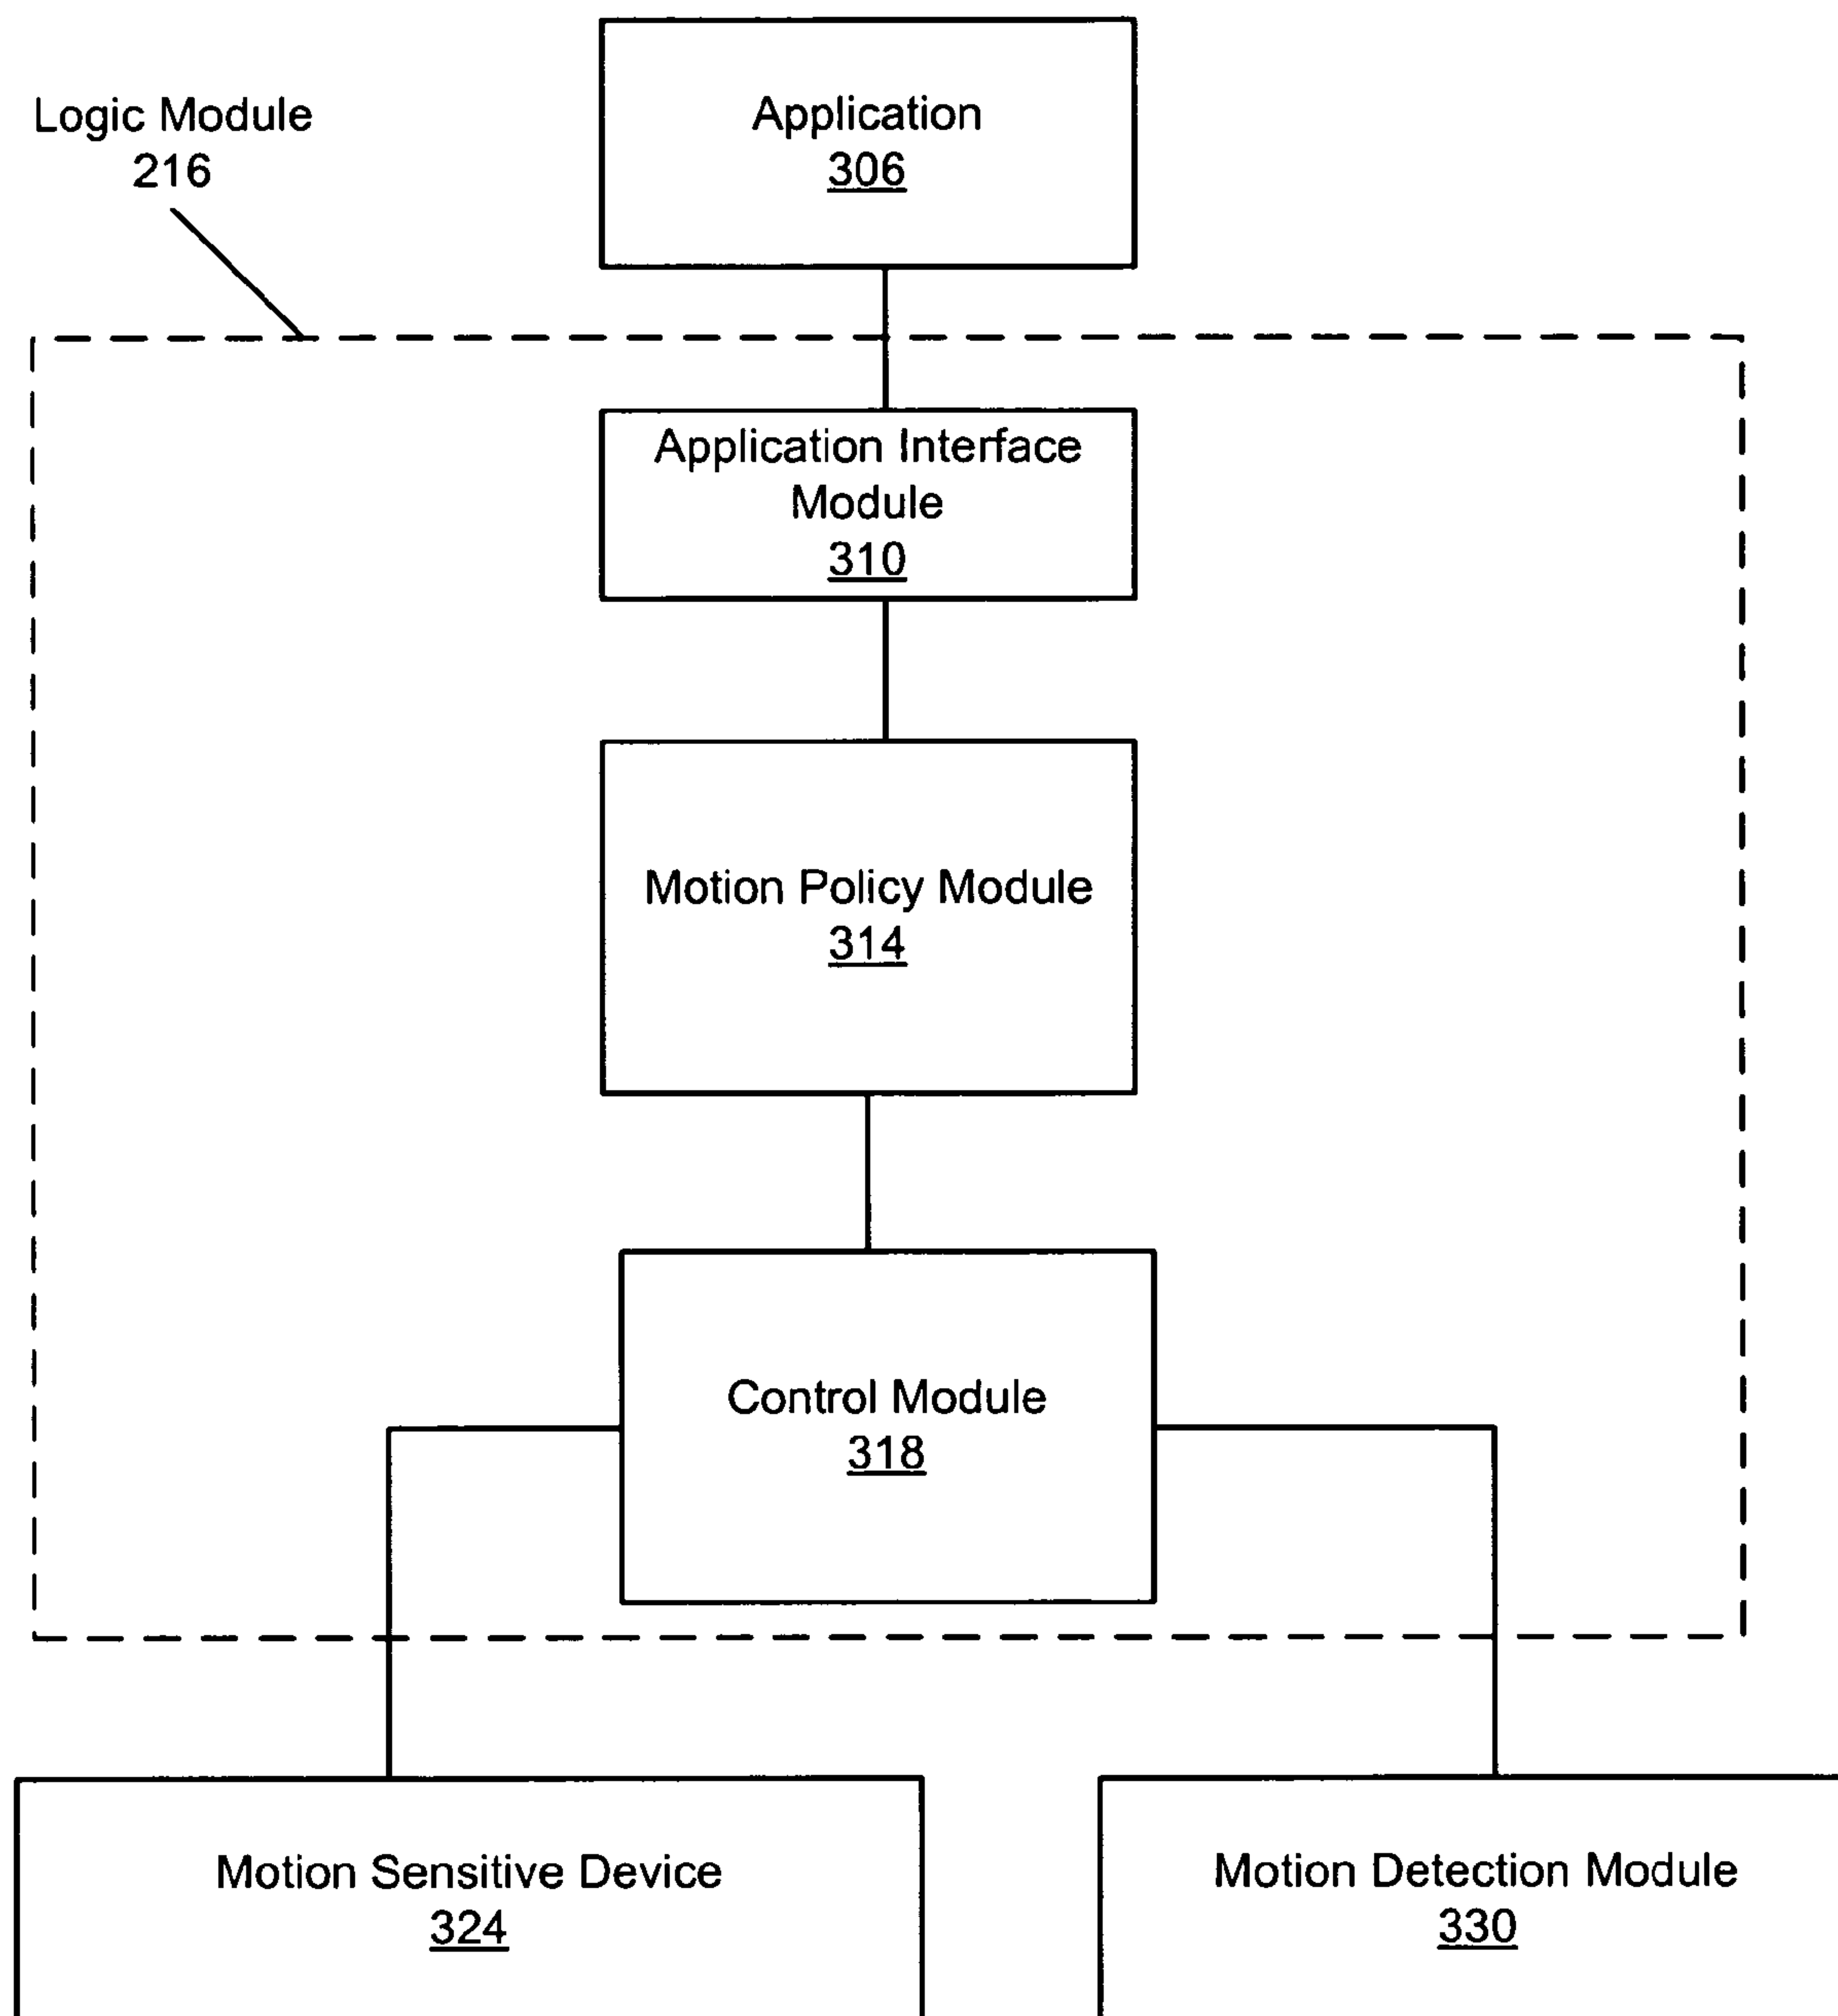 Application
306
Logic Module
216
Application Interface
Module
310
Motion Policy Module
314
Control Module
318
Motion Sensitive Device
324
Motion Detection Module
330